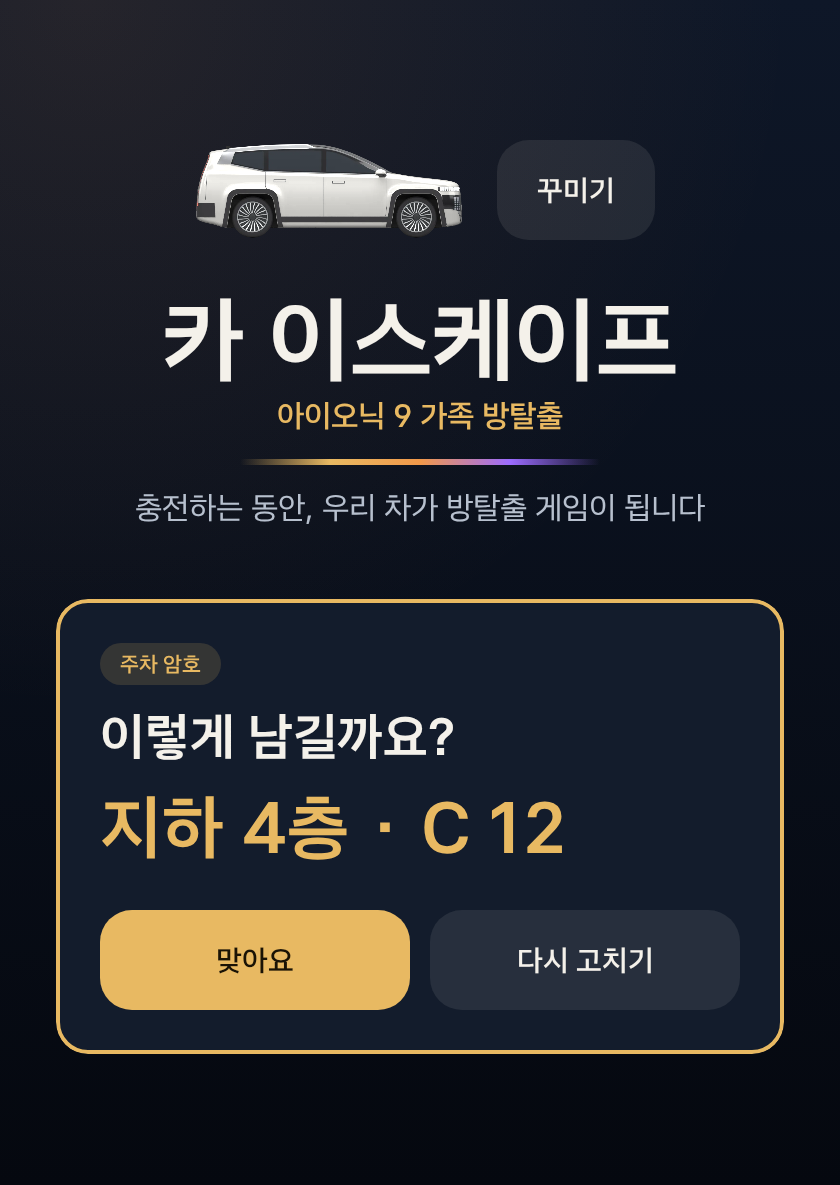 꾸미기
카 이스케이프
아이오닉 9 가족 방탈출
충전하는 동안, 우리 차가 방탈출 게임이 됩니다
주차 암호
이렇게 남길까요?
지하 4층 · C 12
맞아요
다시 고치기